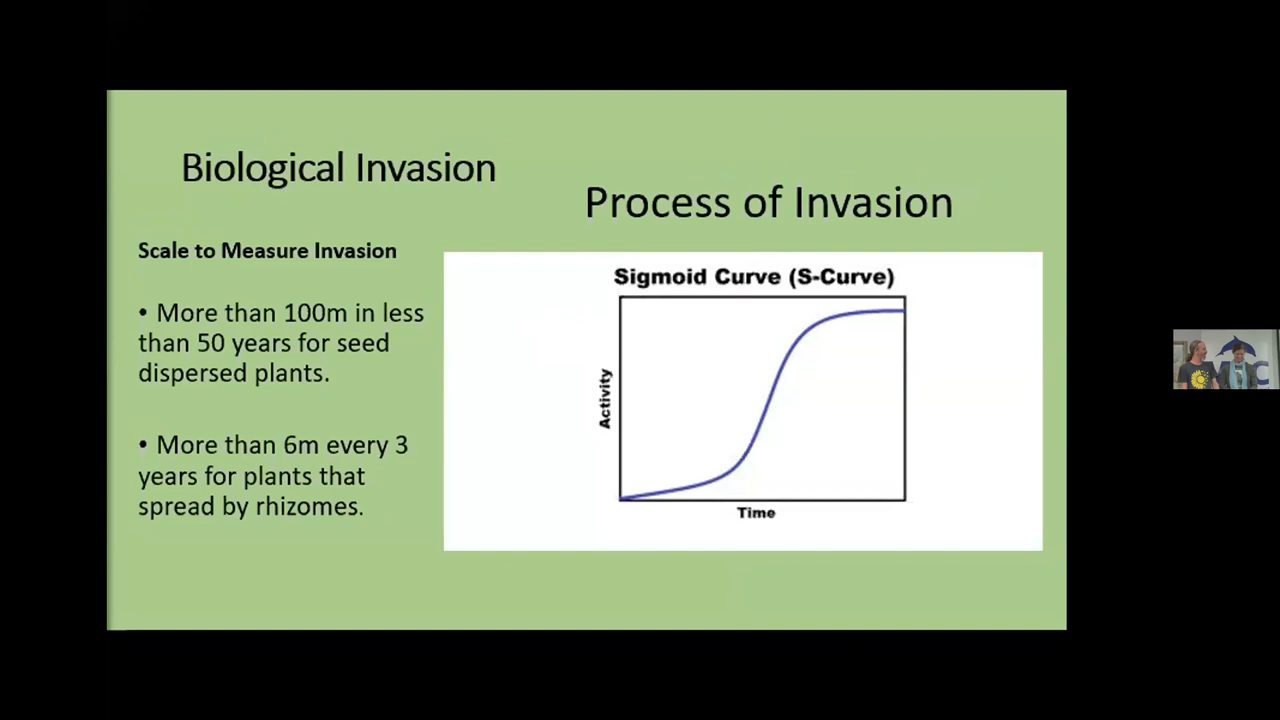 Biological Invasion
Process of Invasion
Scale to Measure Invasion
• More than 100m in less
than 50 years for seed
dispersed plants.
• More than 6m every 3
years for plants that
spread by rhizomes.
Sigmoid Curve (S-Curve)
Activity
Time